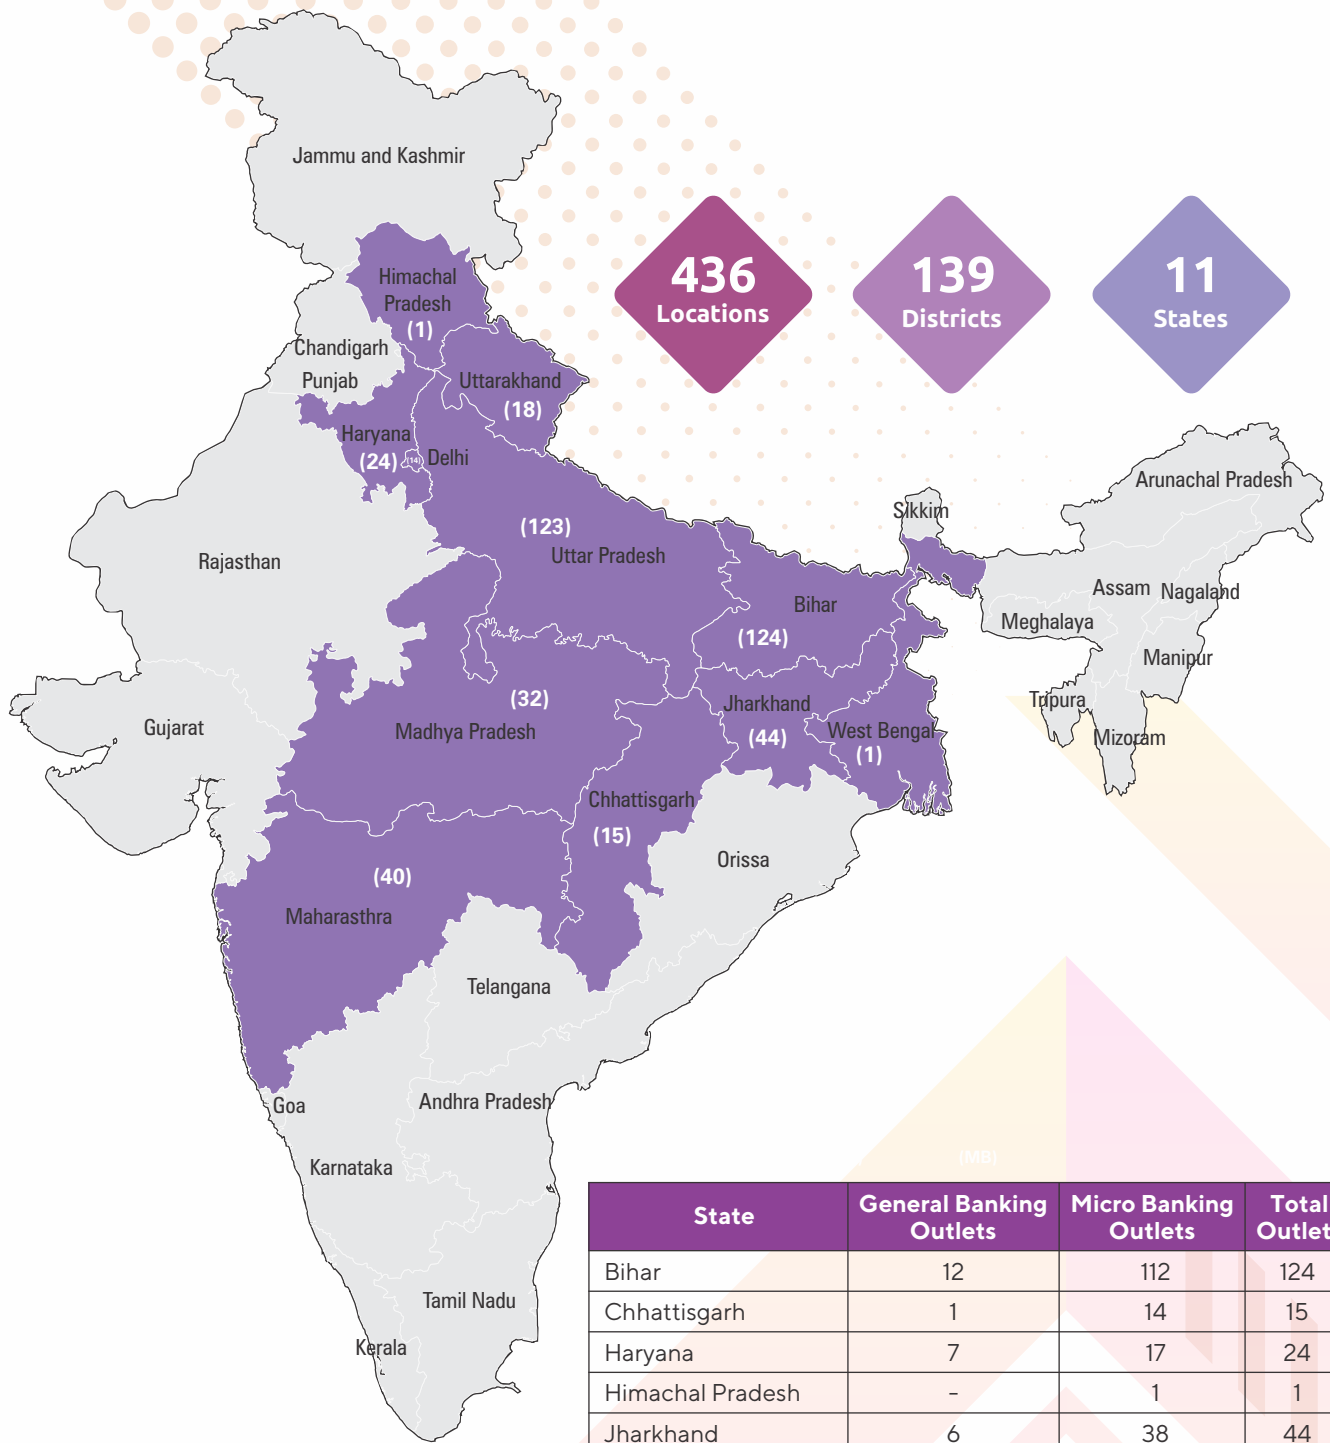 Jammu and Kashmir
Himachal
Pradesh
(1)
436
Locations
139
Districts
11
States
Chandigarh
Punjab
Uttarakhand
(18)
Haryana
(24)
(14)
Delhi
Arunachal Pradesh
Sikkim
(123)
Uttar Pradesh
Rajasthan
Assam
Nagaland
Bihar
(124)
Meghalaya
Manipur
(32)
Madhya Pradesh
Jharkhand
(44)
West Bengal
(1)
Tripura
Mizoram
Gujarat
Chhattisgarh
(15)
Orissa
(40)
Maharasthra
Telangana
Goa
Andhra Pradesh
Karnataka
Tamil Nadu
Kerala
(MB)
State General Banking Outlets Micro Banking Outlets Total Outlet
Bihar 12 112 124
Chhattisgarh 1 14 15
Haryana 7 17 24
Himachal Pradesh - 1 1
Jharkhand 6 38 44